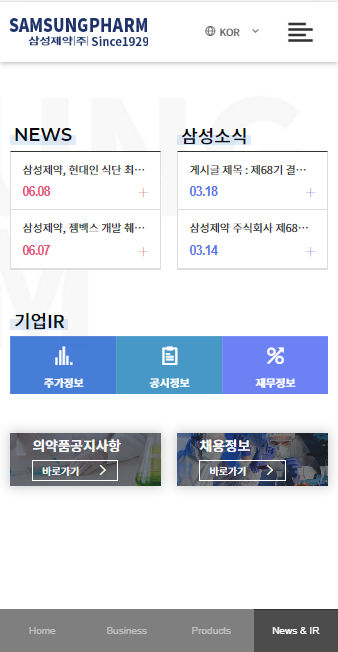 SAMSUNGPHARM
삼성제약(주) Since1929
KOR
NEWS
삼성제약, 현대인 식단 최…
06.08
삼성제약, 젬백스 개발 췌…
06.07
삼성소식
게시글 제목 : 제68기 결…
03.18
삼성제약 주식회사 제68…
03.14
기업IR
주가정보
공시정보
재무정보
의약품공지사항
바로가기
채용정보
바로가기
Home
Business
Products
News & IR